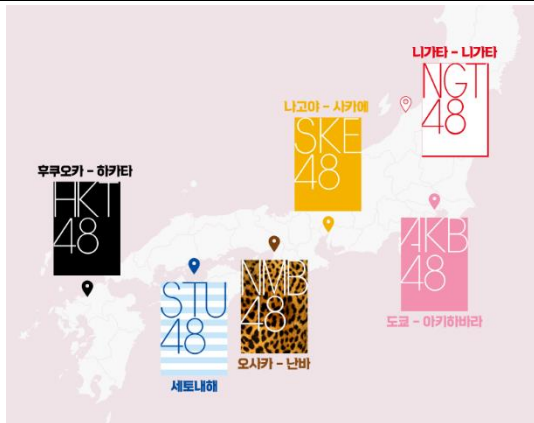 니가타 - 니가타
NGT
48
나고야 - 사카에
SKE
48
후쿠오카 - 하카타
HKT
48
AKB
48
도쿄 - 아키하바라
STU
48
세토내해
NMB
48
오사카 - 난바